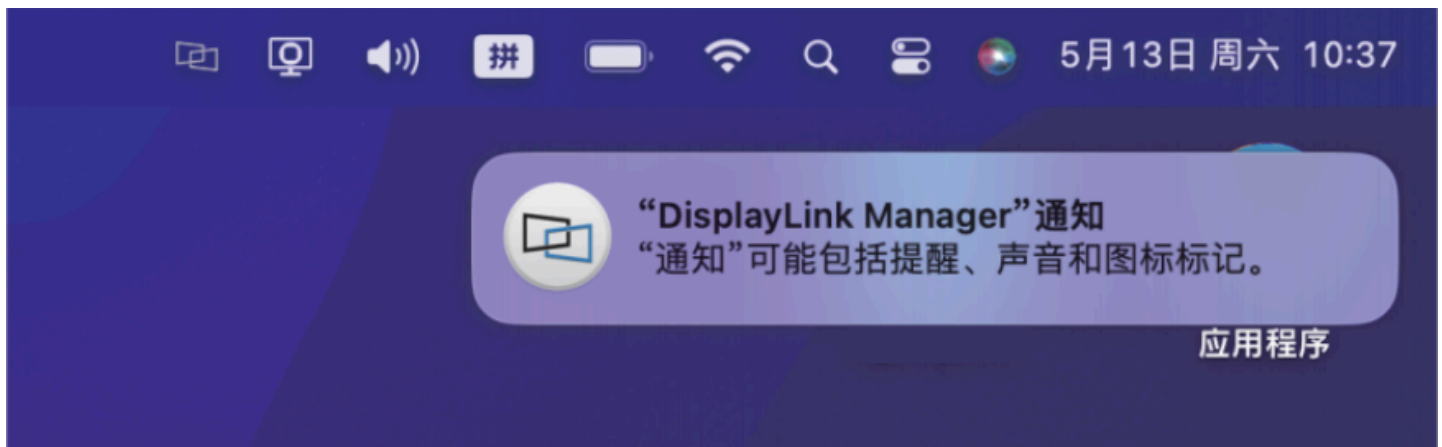 拼 5月13日 周六 10:37
“DisplayLink Manager”通知
“通知”可能包括提醒、声音和图标标记。
应用程序